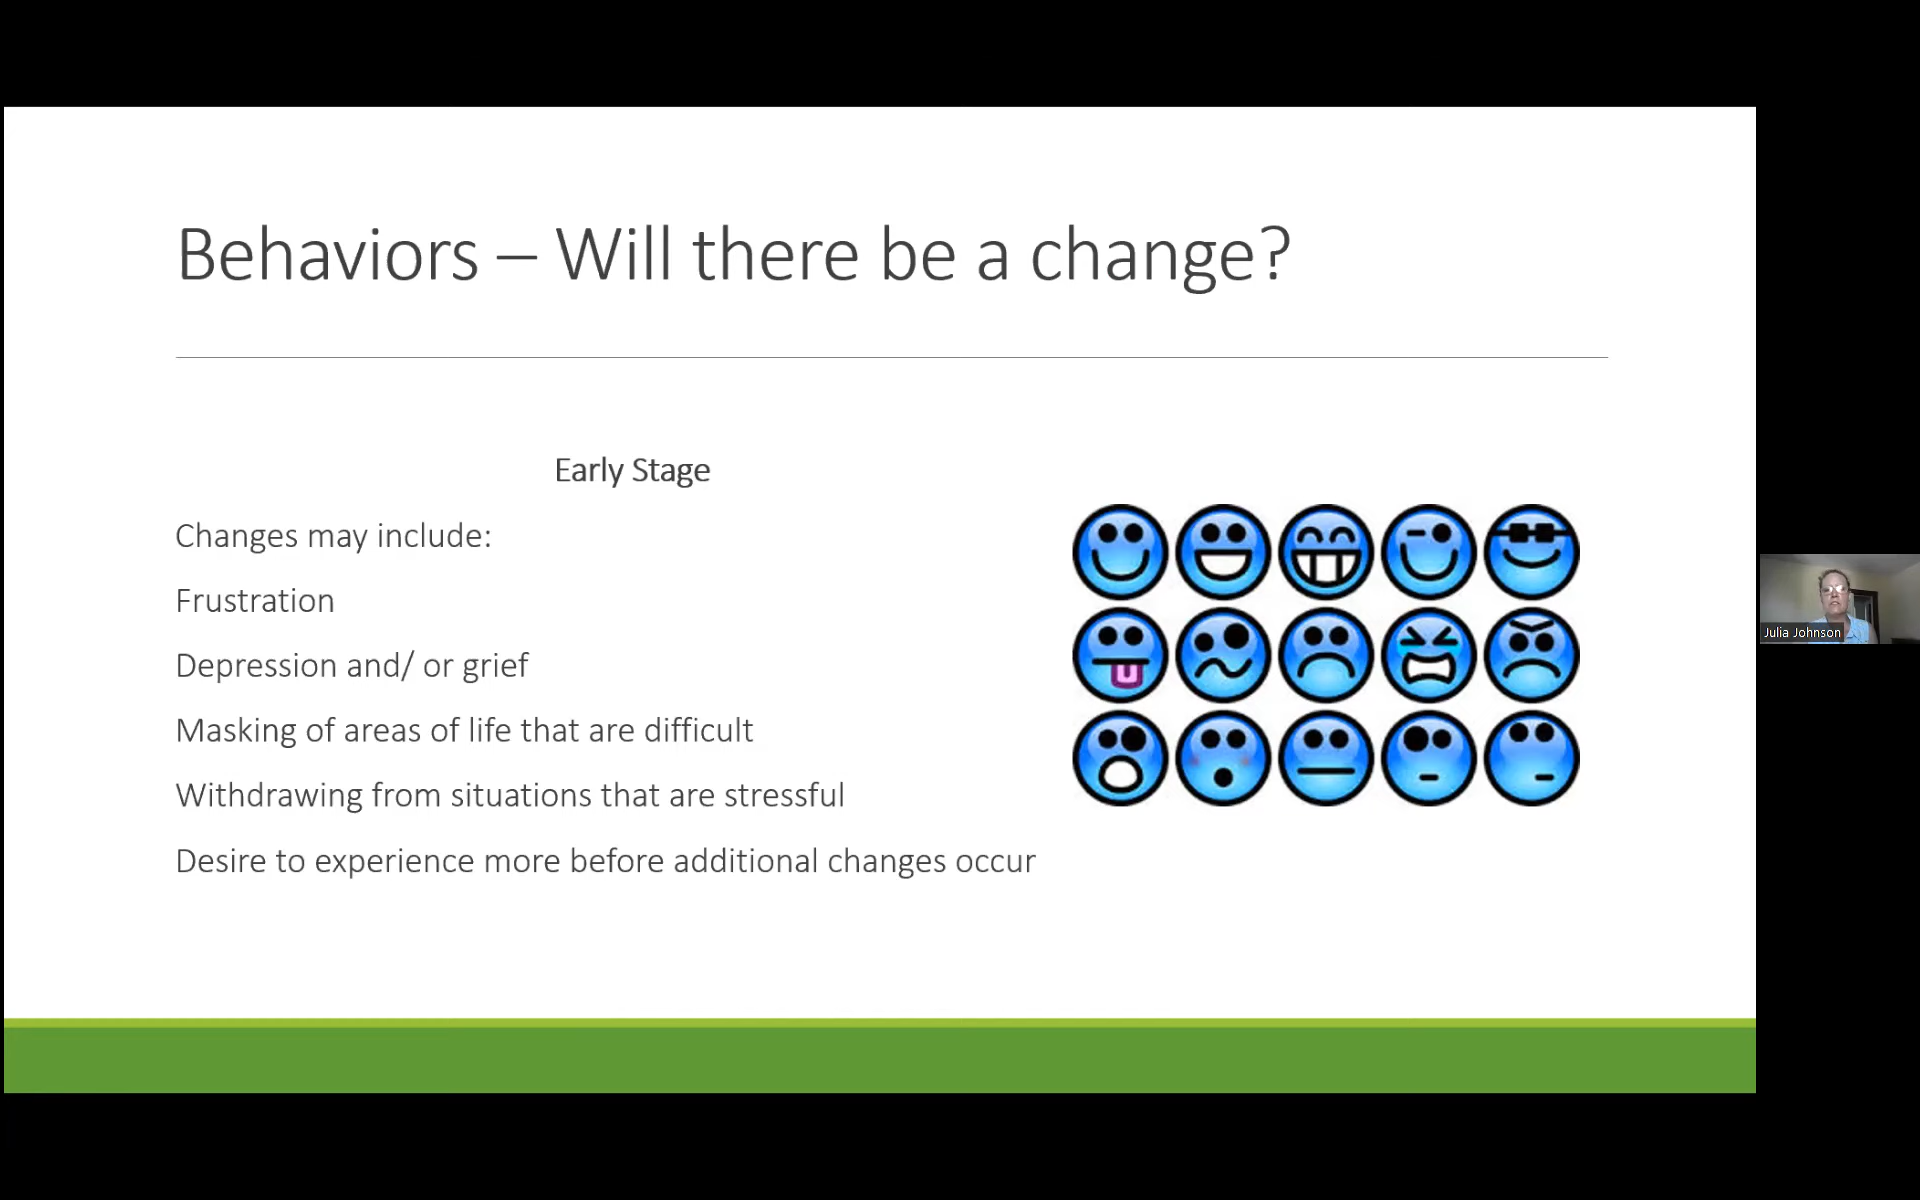 Behaviors – Will there be a change?
Early Stage
Changes may include:
Frustration
Depression and/ or grief
Masking of areas of life that are difficult
Withdrawing from situations that are stressful
Desire to experience more before additional changes occur
Julia Johnson